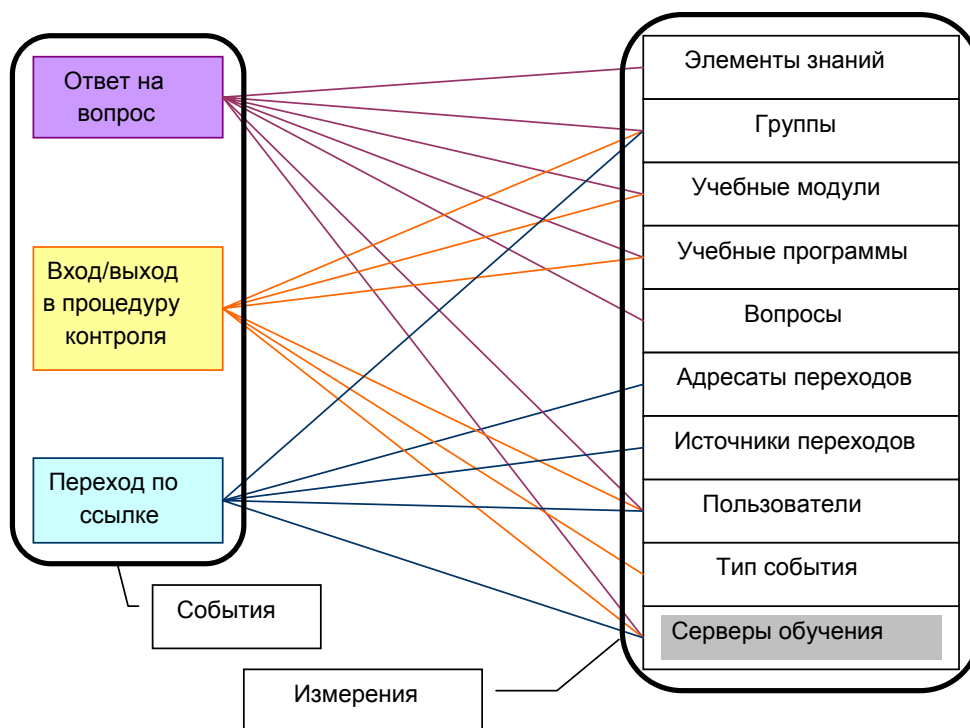 Ответ на
вопрос
Вход/выход
в процедуру
контроля
Переход по
ссылке
События
Элементы знаний
Группы
Учебные модули
Учебные программы
Вопросы
Адресаты переходов
Источники переходов
Пользователи
Тип события
Серверы обучения
Измерения